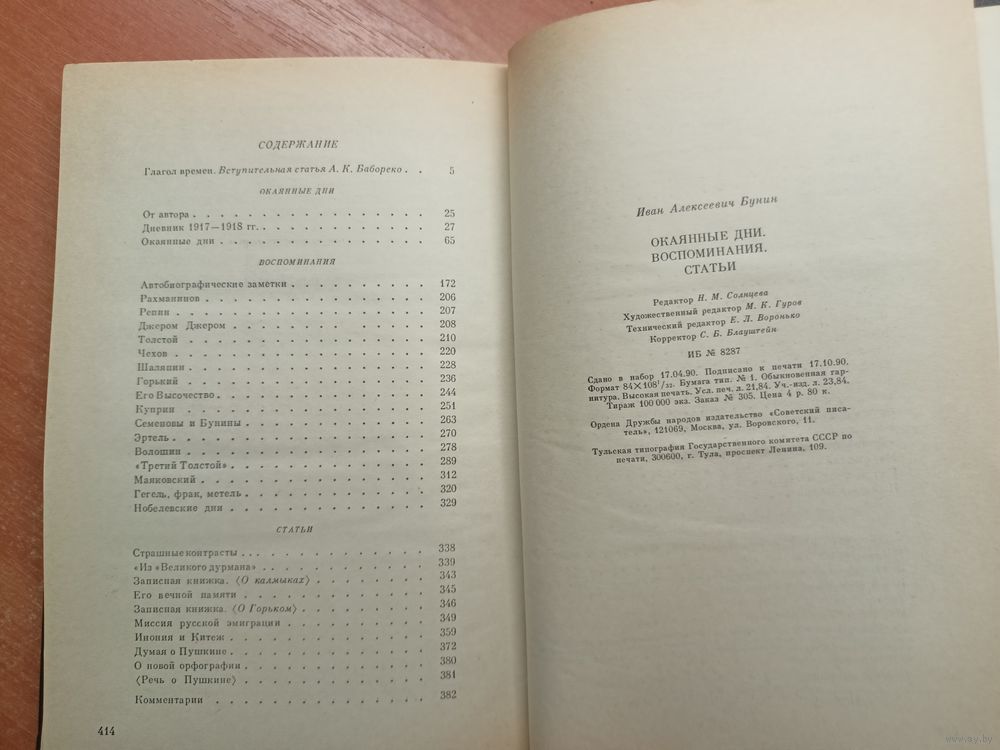 СОДЕРЖАНИЕ
Глагол времен. Вступительная статья А. К. Бабореко . . 5
ОКАЯННЫЕ ДНИ
От автора . . . . . . . . . . . . . . . . 25
Дневник 1917—1918 гг. . . . . . . . . . . . . 27
Окаянные дни . . . . . . . . . . . . . . . 65
ВОСПОМИНАНИЯ
Автобиографические заметки . . . . . . . . . . 172
Рахманинов . . . . . . . . . . . . . . . . 206
Репин . . . . . . . . . . . . . . . . . . 207
Джером Джером . . . . . . . . . . . . . . 208
Толстой . . . . . . . . . . . . . . . . . 210
Чехов . . . . . . . . . . . . . . . . . . 220
Шаляпин . . . . . . . . . . . . . . . . . 228
Горький . . . . . . . . . . . . . . . . . 236
Его Высочество . . . . . . . . . . . . . . . 244
Куприн . . . . . . . . . . . . . . . . . 251
Семеновы и Бунины . . . . . . . . . . . . . 263
Эртель . . . . . . . . . . . . . . . . . 270
Волошин . . . . . . . . . . . . . . . . . 278
«Третий Толстой» . . . . . . . . . . . . . . 289
Маяковский . . . . . . . . . . . . . . . . 312
Гегель, фрак, метель . . . . . . . . . . . . . 320
Нобелевские дни . . . . . . . . . . . . . . 329
СТАТЬИ
Страшные контрасты . . . . . . . . . . . . . 338
«Из «Великого дурмана» . . . . . . . . . . . . 339
Записная книжка. ⟨О калмыках⟩ . . . . . . . . . 343
Его вечной памяти . . . . . . . . . . . . . 345
Записная книжка. ⟨О Горьком⟩ . . . . . . . . . 346
Миссия русской эмиграции . . . . . . . . . . 349
Инония и Китеж . . . . . . . . . . . . . . 359
Думая о Пушкине . . . . . . . . . . . . . . 372
О новой орфографии . . . . . . . . . . . . . 380
⟨Речь о Пушкине⟩ . . . . . . . . . . . . . 381
Комментарии . . . . . . . . . . . . . . . 382
414
Иван Алексеевич Бунин
ОКАЯННЫЕ ДНИ.
ВОСПОМИНАНИЯ.
СТАТЬИ
Редактор Н. М. Солнцева
Художественный редактор М. К. Гуров
Технический редактор Е. Л. Воронько
Корректор С. Б. Блауштейн
ИБ № 8287
Сдано в набор 17.04.90. Подписано к печати 17.10.90.
Формат 84×108¹/₃₂. Бумага тип. № 1. Обыкновенная гар-
нитура. Высокая печать. Усл. печ. л. 21,84. Уч.-изд. л. 23,84.
Тираж 100 000 экз. Заказ № 305. Цена 4 р. 80 к.
Ордена Дружбы народов издательство «Советский писа-
тель», 121069, Москва, ул. Воровского, 11.
Тульская типография Государственного комитета СССР по
печати, 300600, г. Тула, проспект Ленина, 109.
www.ay.by